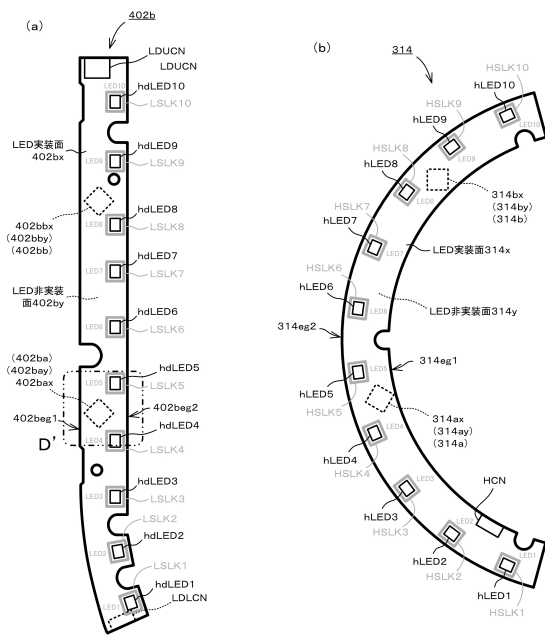 (a)
402b
LDUCN
LDUCN
LED10
hdLED10
LSLK10
LED実装面
402bx
LED9
hdLED9
LSLK9
402bbx
(402bby)
(402bb)
LED8
hdLED8
LSLK8
LED7
hdLED7
LSLK7
LED非実装
面402by
LED6
hdLED6
LSLK6
(402ba)
(402bay)
402bax
LED5
hdLED5
LSLK5
402beg1
402beg2
D’
LED4
hdLED4
LSLK4
LED3
hdLED3
LSLK3
LSLK2
LED2
hdLED2
LSLK1
LED1
hdLED1
LDLCN
(b)
314
HSLK10
hLED10
LED10
HSLK9
hLED9
LED9
HSLK8
hLED8
LED8
314bx
(314by)
(314b)
HSLK7
hLED7
LED7
LED実装面314x
HSLK6
hLED6
LED6
LED非実装面314y
314eg2
314eg1
LED5
hLED5
HSLK5
314ax
(314ay)
(314a)
LED4
hLED4
HSLK4
HCN
LED3
hLED3
HSLK3
LED2
hLED2
HSLK2
LED1
hLED1
HSLK1